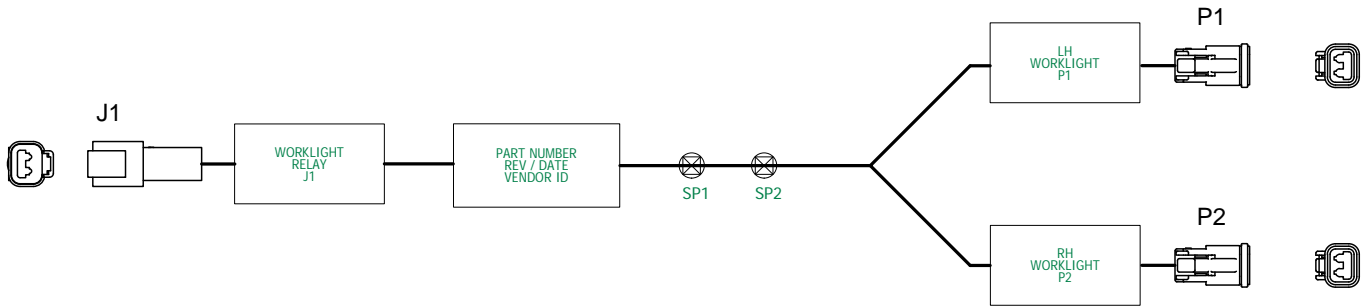 P1
LH
WORKLIGHT
P1
J1
WORKLIGHT
RELAY
J1
PART NUMBER
REV / DATE
VENDOR ID
SP1
SP2
P2
RH
WORKLIGHT
P2